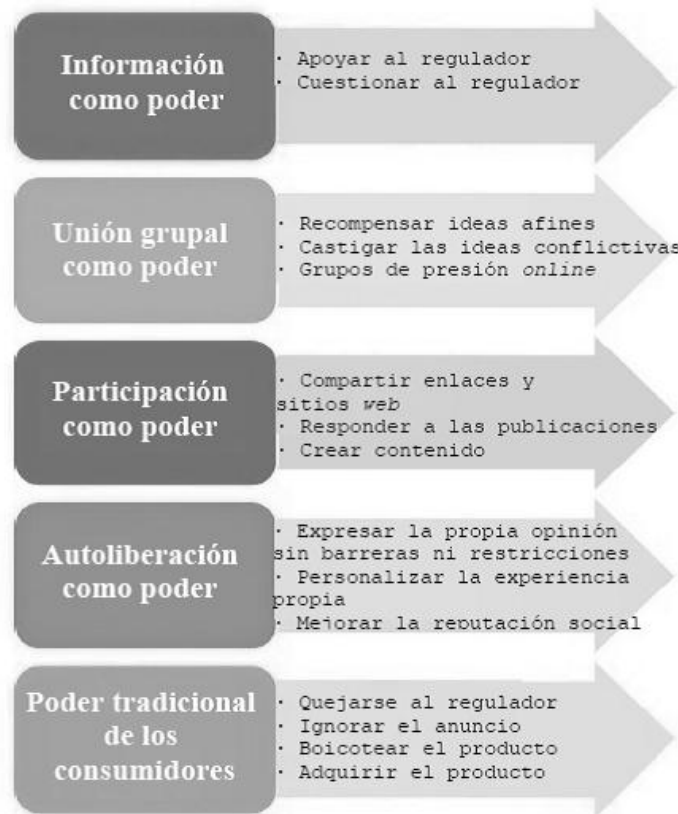 Información
como poder
· Apoyar al regulador
· Cuestionar al regulador
Unión grupal
como poder
· Recompensar ideas afines
· Castigar las ideas conflictivas
· Grupos de presión online
Participación
como poder
· Compartir enlaces y
sitios web
· Responder a las publicaciones
· Crear contenido
Autoliberación
como poder
· Expresar la propia opinión
sin barreras ni restricciones
· Personalizar la experiencia
propia
· Mejorar la reputación social
Poder tradicional
de los
consumidores
· Quejarse al regulador
· Ignorar el anuncio
· Boicotear el producto
· Adquirir el producto